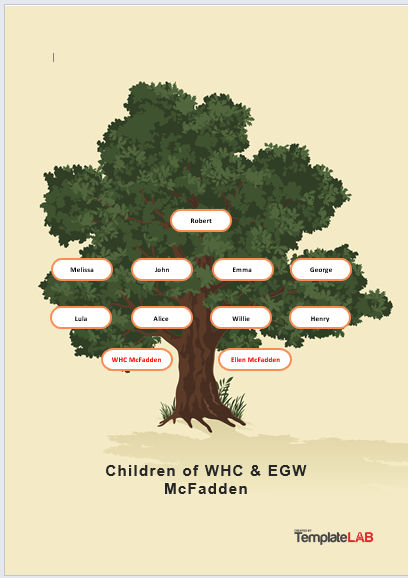 Robert
Melissa
John
Emma
George
Lula
Alice
Willie
Henry
WHC McFadden
Ellen McFadden
Children of WHC & EGW
McFadden
CREATED BY
TemplateLAB